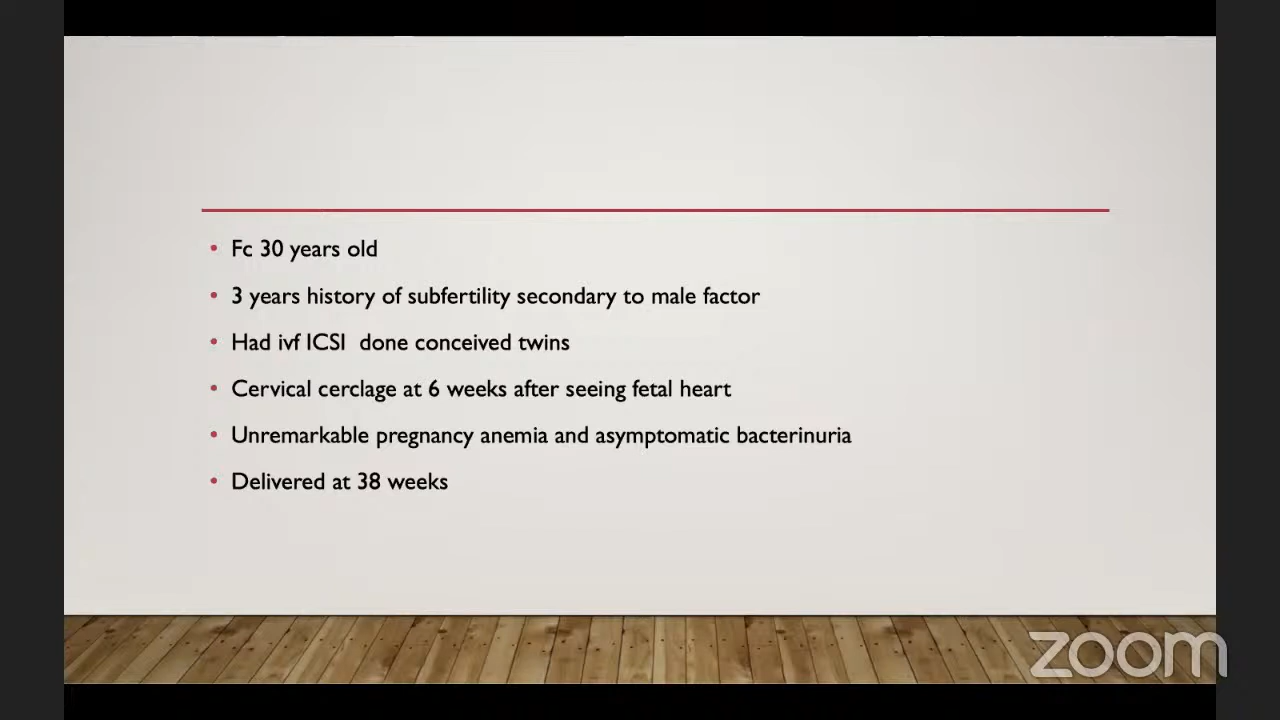 • Fc 30 years old
• 3 years history of subfertility secondary to male factor
• Had ivf ICSI done conceived twins
• Cervical cerclage at 6 weeks after seeing fetal heart
• Unremarkable pregnancy anemia and asymptomatic bacterinuria
• Delivered at 38 weeks
zoom